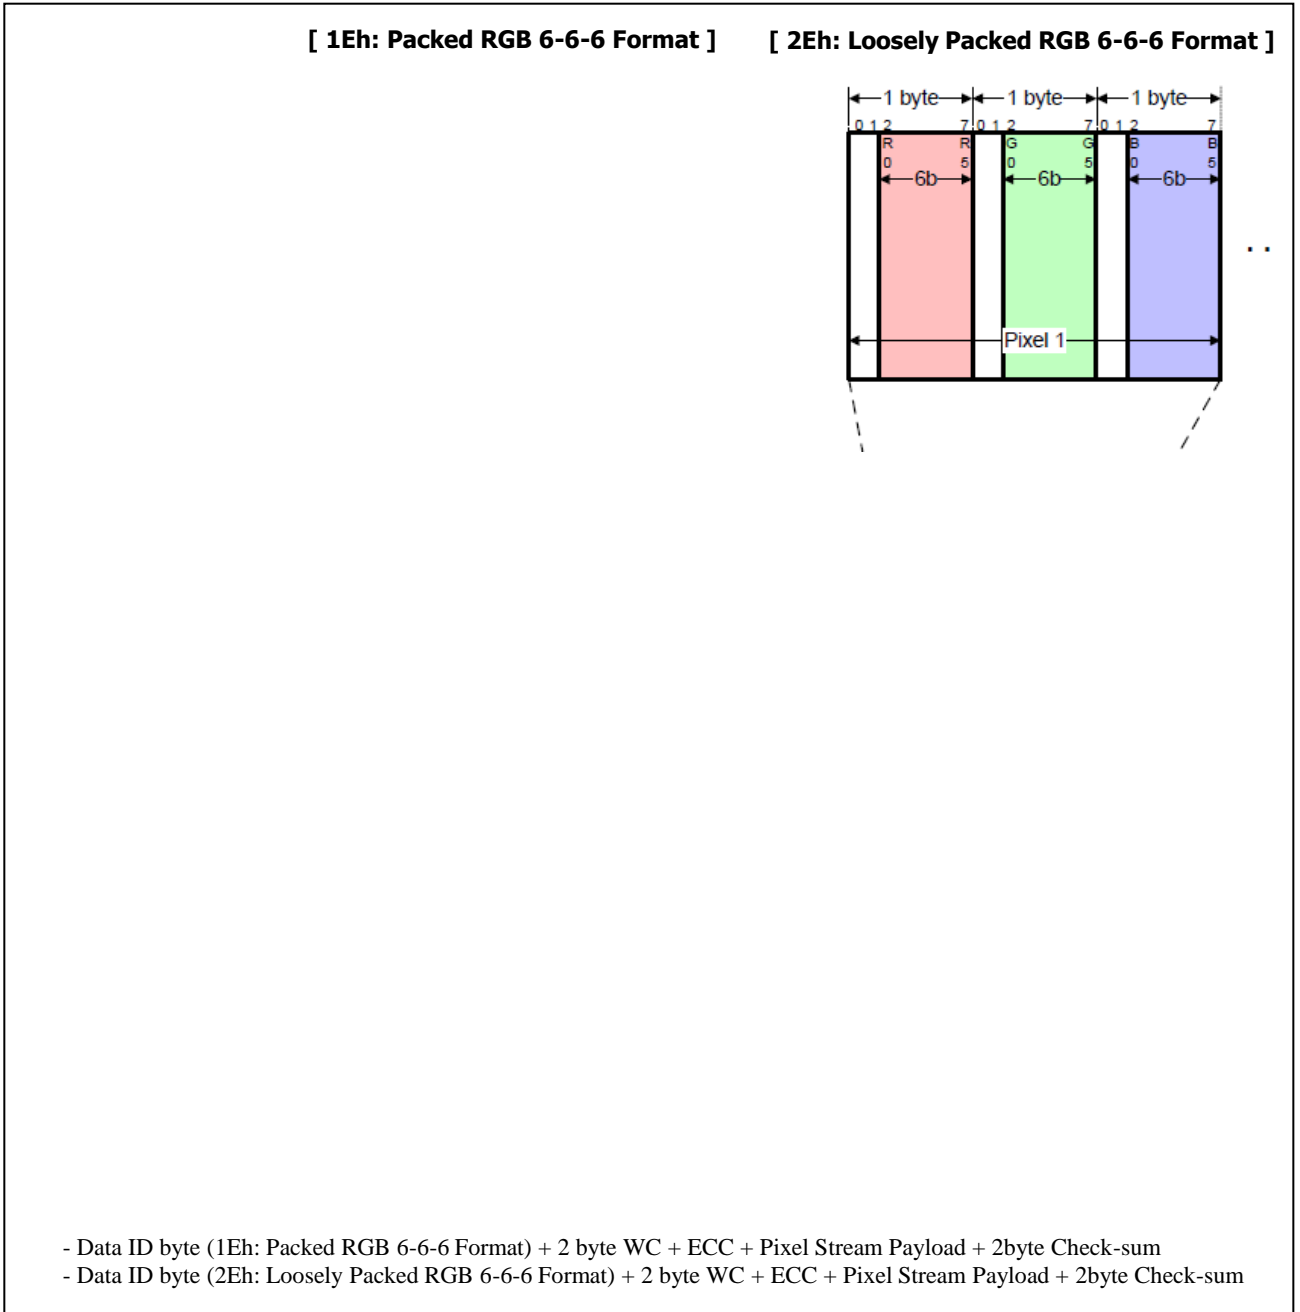 [ 1Eh: Packed RGB 6-6-6 Format ] [ 2Eh: Loosely Packed RGB 6-6-6 Format ]
1 byte 1 byte 1 byte
0 1 2 7 0 1 2 7 0 1 2 7
R R G G B B
0 5 0 5 0 5
6b 6b 6b
. .
Pixel 1
- Data ID byte (1Eh: Packed RGB 6-6-6 Format) + 2 byte WC + ECC + Pixel Stream Payload + 2byte Check-sum
- Data ID byte (2Eh: Loosely Packed RGB 6-6-6 Format) + 2 byte WC + ECC + Pixel Stream Payload + 2byte Check-sum